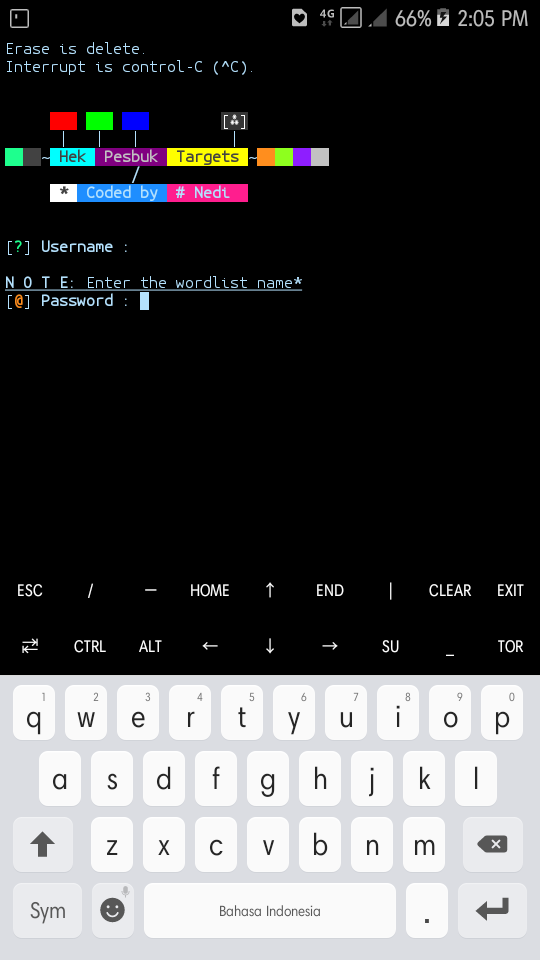 4G 66% 2:05 PM
Erase is delete.
Interrupt is control-C (^C).
[ ]
~ Hek Pesbuk Targets ~
* Coded by # Nedi
[?] Username :
N O T E: Enter the wordlist name*
[@] Password :
ESC / — HOME ↑ END | CLEAR EXIT
⇄ CTRL ALT ← ↓ → SU _ TOR
1 2 3 4 5 6 7 8 9 0
q w e r t y u i o p
a s d f g h j k l
z x c v b n m
Sym Bahasa Indonesia .